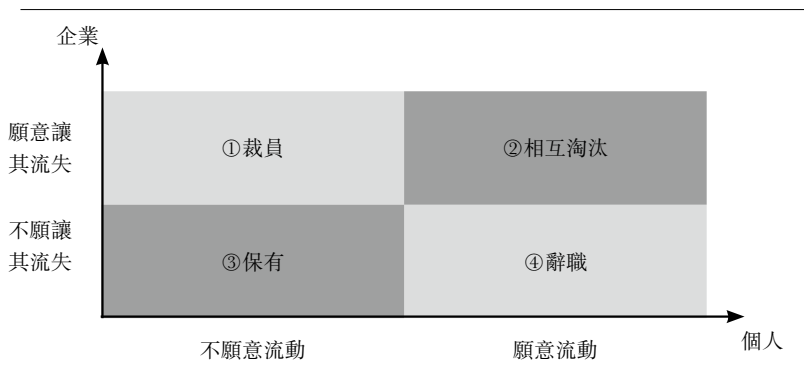 企業
願意讓
其流失
①裁員
②相互淘汰
不願讓
其流失
③保有
④辭職
個人
不願意流動
願意流動